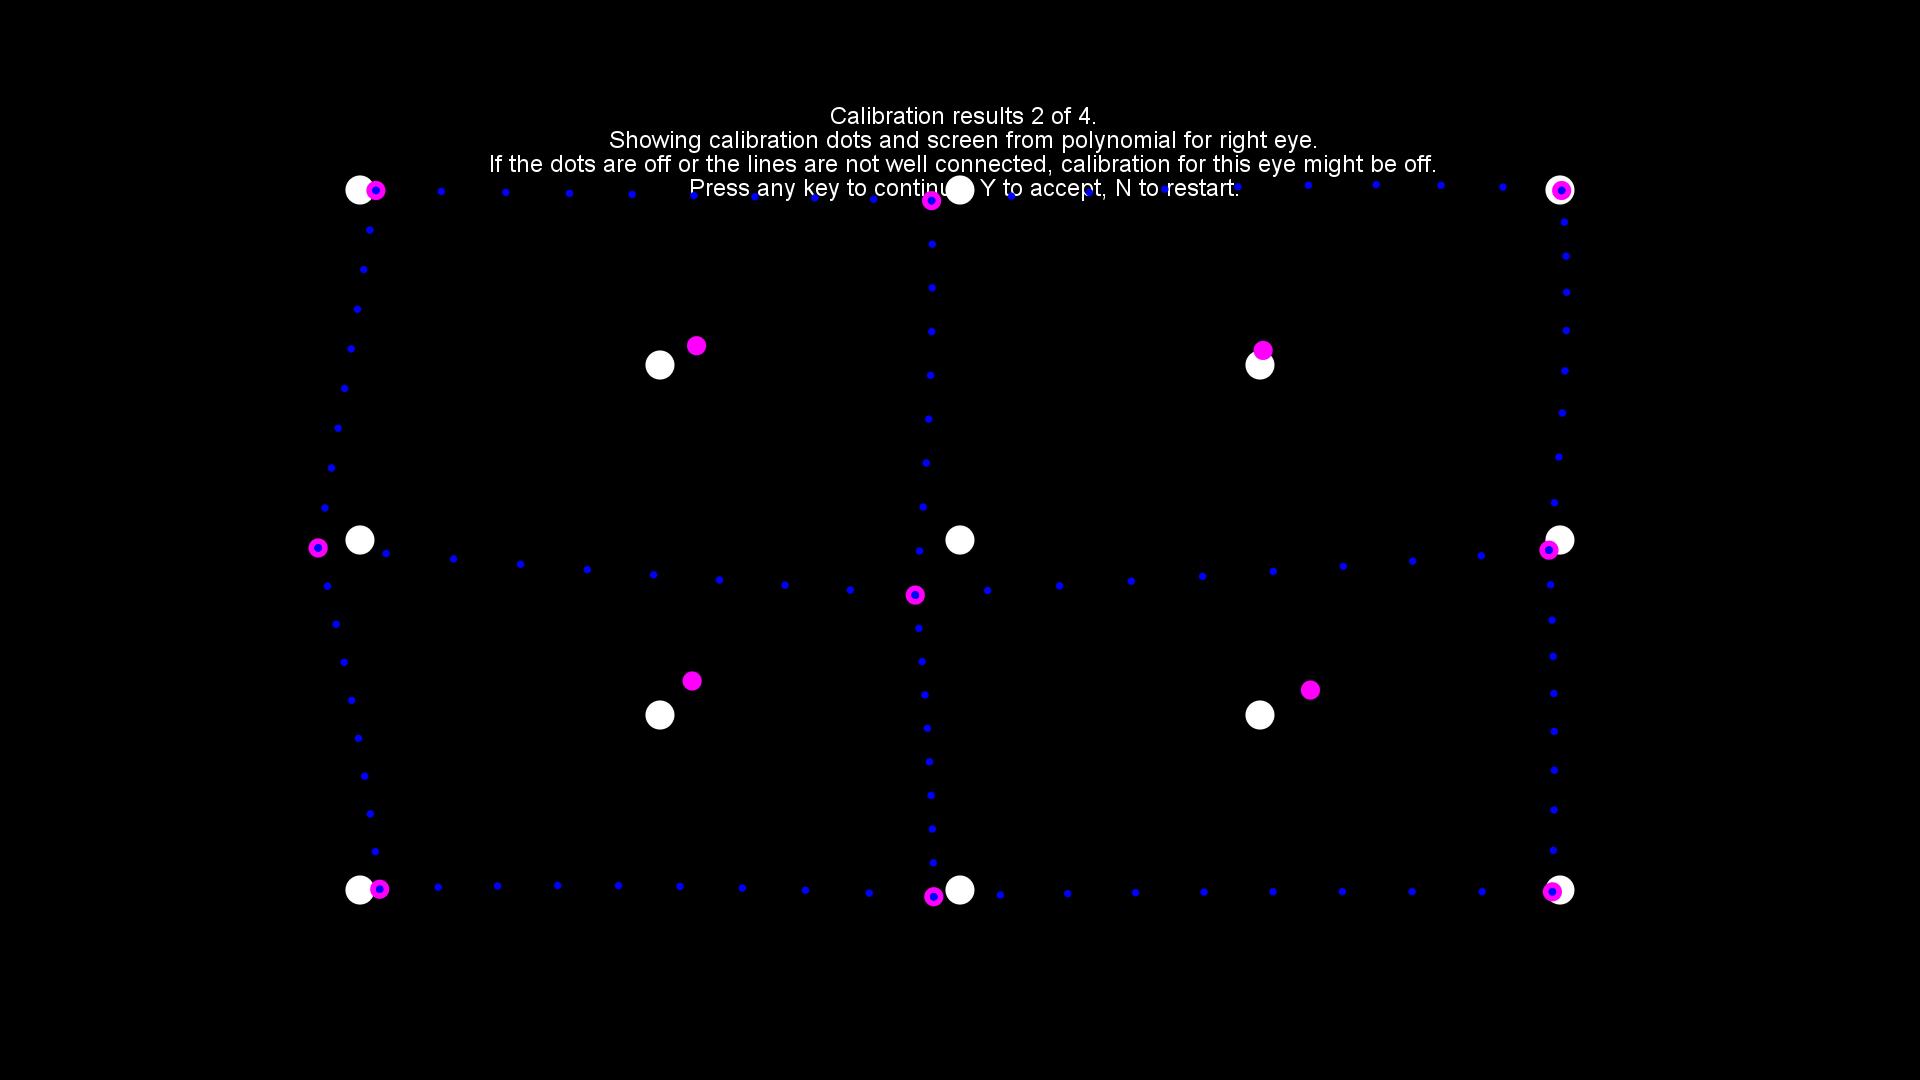 Calibration results 2 of 4.
Showing calibration dots and screen from polynomial for right eye.
If the dots are off or the lines are not well connected, calibration for this eye might be off.
Press any key to continue, Y to accept, N to restart.